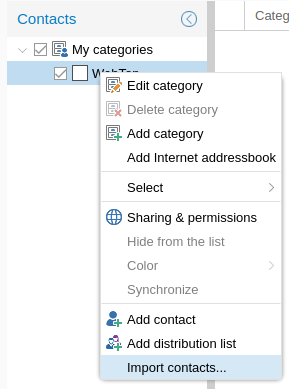 Contacts
Categ
My categories
WebTop
Edit category
Delete category
Add category
Add Internet addressbook
Select
Sharing & permissions
Hide from the list
Color
Synchronize
Add contact
Add distribution list
Import contacts...